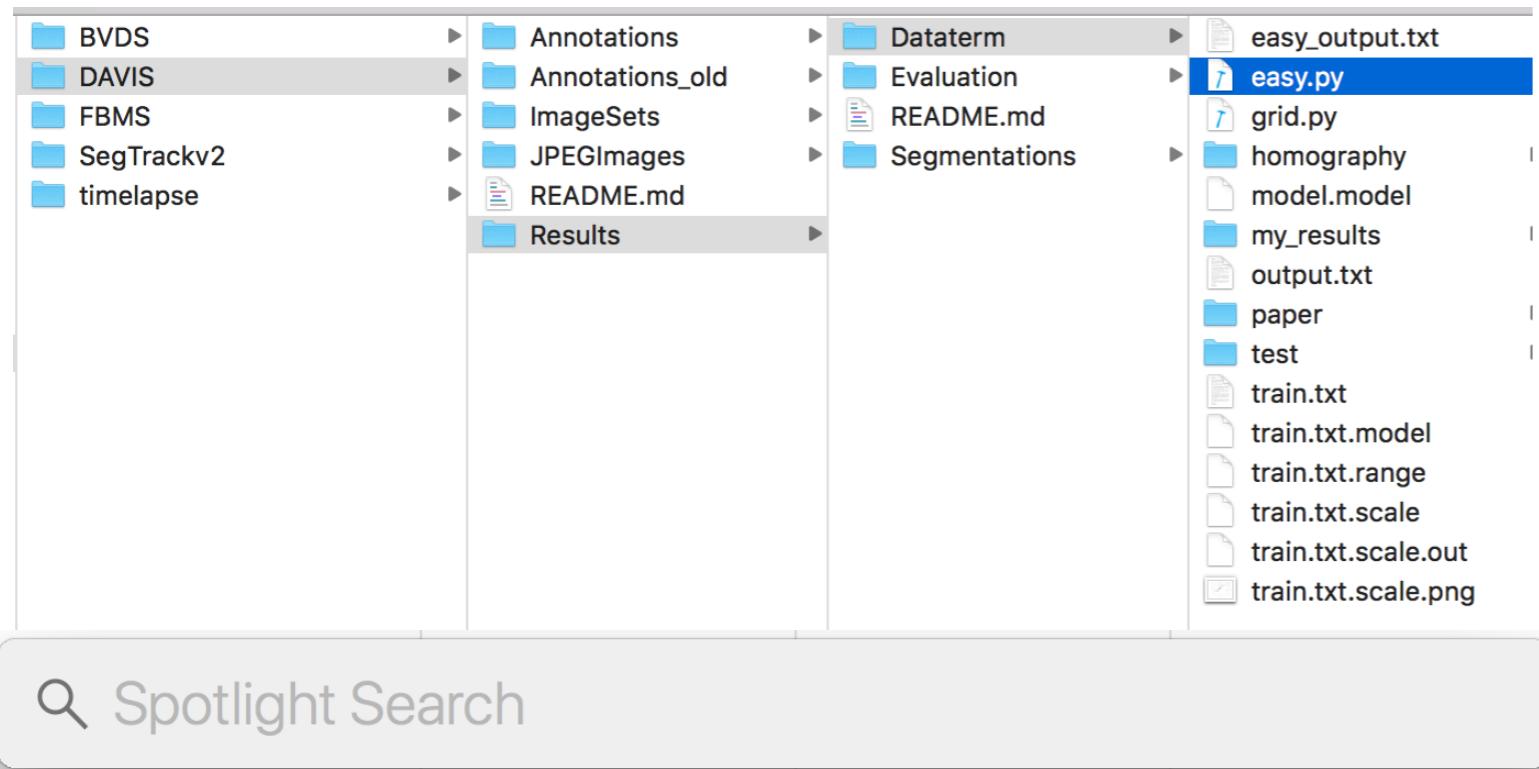 BVDS
DAVIS
FBMS
SegTrackv2
timelapse
Annotations
Annotations_old
ImageSets
JPEGImages
README.md
Results
Dataterm
Evaluation
README.md
Segmentations
easy_output.txt
easy.py
grid.py
homography
model.model
my_results
output.txt
paper
test
train.txt
train.txt.model
train.txt.range
train.txt.scale
train.txt.scale.out
train.txt.scale.png
Spotlight Search